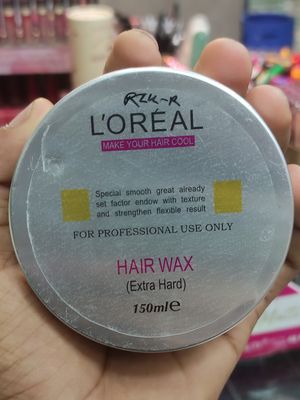 RZK-R
L'ORÉAL
MAKE YOUR HAIR COOL
Special smooth great already
set factor endow with texture
and strengthen flexible result
FOR PROFESSIONAL USE ONLY
HAIR WAX
(Extra Hard)
150ml℮